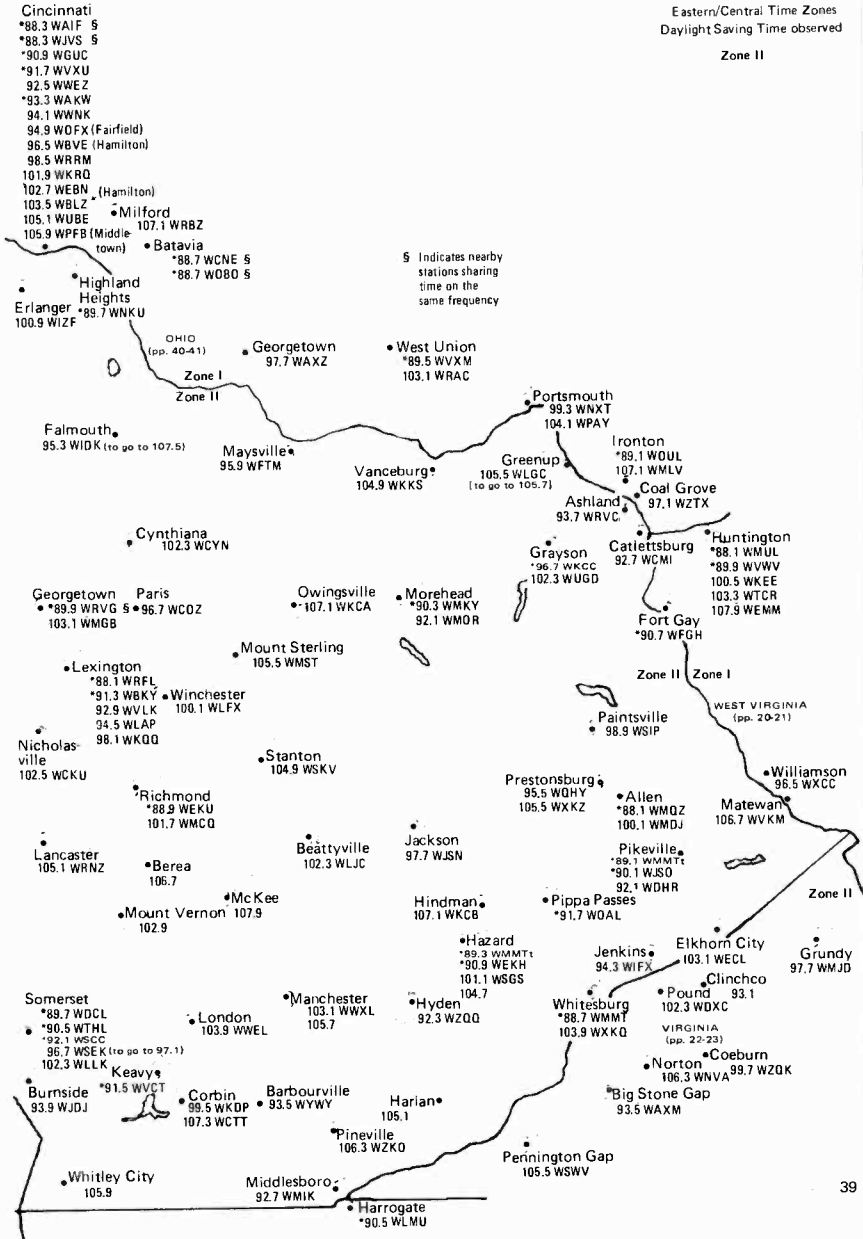 Cincinnati
*88.3 WAIF §
*88.3 WJVS §
*90.9 WGUC
*91.7 WVXU
92.5 WWEZ
*93.3 WAKW
94.1 WWNK
94.9 WOFX (Fairfield)
96.5 WBVE (Hamilton)
98.5 WRRM
101.9 WKRQ
102.7 WEBN
103.5 WBLZ (Hamilton)
105.1 WUBE
105.9 WPFB (Middletown)
Eastern/Central Time Zones
Daylight Saving Time observed
Zone II
Milford
107.1 WRBZ
Batavia
*88.7 WCNE §
*88.7 WOBO §
§ Indicates nearby
stations sharing
time on the
same frequency
Highland
Heights
*89.7 WNKU
Erlanger
100.9 WIZF
OHIO
(pp. 40-41)
Zone I
Zone II
Georgetown
97.7 WAXZ
West Union
*89.5 WVXM
103.1 WRAC
Portsmouth
99.3 WNXT
104.1 WPAY
Falmouth
95.3 WIDK (to go to 107.5)
Maysville
95.9 WFTM
Vanceburg
104.9 WKKS
Greenup
105.5 WLGC
[to go to 105.7]
Ironton
*89.1 WOUL
107.1 WMLV
Coal Grove
97.1 WZTX
Ashland
93.7 WRVC
Cynthiana
102.3 WCYN
Grayson
*96.7 WKCC
102.3 WUGD
Catlettsburg
92.7 WCMI
Huntington
*88.1 WMUL
*89.9 WVWV
100.5 WKEE
103.3 WTCR
107.9 WEMM
Georgetown
*89.9 WRVG §
103.1 WMGB
Paris
96.7 WCOZ
Owingsville
107.1 WKCA
Morehead
*90.3 WMKY
92.1 WMOR
Fort Gay
*90.7 WFGH
Mount Sterling
105.5 WMST
Lexington
*88.1 WRFL
*91.3 WBKY
92.9 WVLK
94.5 WLAP
98.1 WKQQ
Winchester
100.1 WLFX
Zone II
Zone I
WEST VIRGINIA
(pp. 20-21)
Paintsville
98.9 WSIP
Nicholas-
ville
102.5 WCKU
Stanton
104.9 WSKV
Richmond
*88.9 WEKU
101.7 WMCQ
Prestonsburg
95.5 WQHY
105.5 WXKZ
Allen
*88.1 WMQZ
100.1 WMDJ
Williamson
96.5 WXCC
Matewan
106.7 WVKM
Lancaster
105.1 WRNZ
Berea
106.7
Beattyville
102.3 WLJC
Jackson
97.7 WJSN
Pikeville
*89.1 WMMTt
*90.1 WJSO
92.1 WDHR
Zone II
McKee
107.9
Mount Vernon
102.9
Hindman
107.1 WKCB
Pippa Passes
*91.7 WOAL
Hazard
*89.3 WMMTt
*90.9 WEKH
101.1 WSGS
104.7
Jenkins
94.3 WIFX
Elkhorn City
103.1 WECL
Grundy
97.7 WMJD
Clinchco
93.1
Pound
102.3 WDXC
Somerset
*89.7 WDCL
*90.5 WTHL
*92.1 WSCC
96.7 WSEK (to go to 97.1)
102.3 WLLK
London
103.9 WWEL
Manchester
103.1 WWXL
105.7
Hyden
92.3 WZQQ
Whitesburg
*88.7 WMMT
103.9 WXKQ
VIRGINIA
(pp. 22-23)
Norton
106.3 WNVA
Coeburn
99.7 WZQK
Big Stone Gap
93.5 WAXM
Keavy
*91.5 WVCT
Burnside
93.9 WJDJ
Corbin
99.5 WKDP
107.3 WCTT
Barbourville
93.5 WYWY
Harlan
105.1
Pineville
106.3 WZKO
Pennington Gap
105.5 WSWV
Whitley City
105.9
Middlesboro
92.7 WMIK
Harrogate
*90.5 WLMU
39